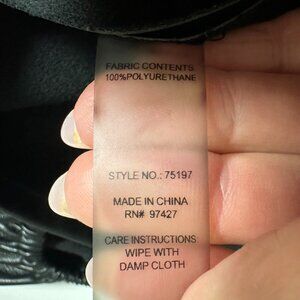 FABRIC CONTENTS:
100%POLYURETHANE
STYLE NO.: 75197
MADE IN CHINA
RN# 97427
CARE INSTRUCTIONS:
WIPE WITH
DAMP CLOTH